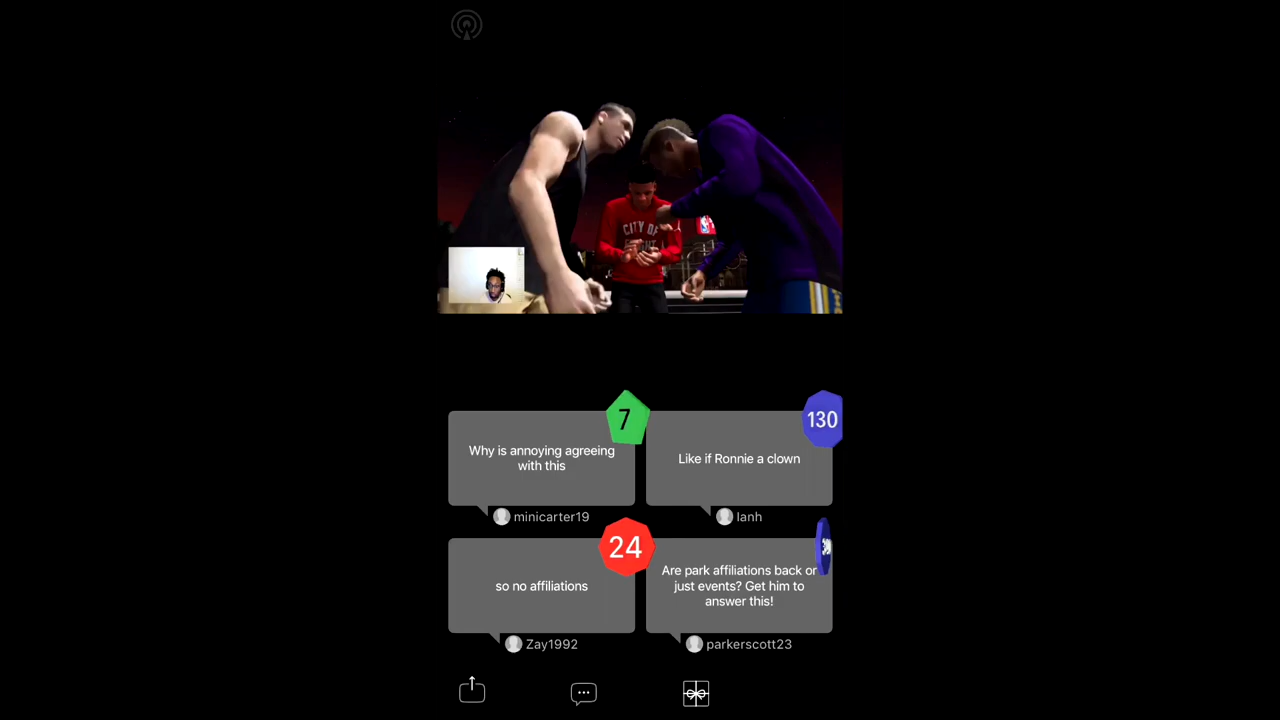 CITY OF
7
130
Why is annoying agreeing
with this
Like if Ronnie a clown
minicarter19
24
so no affiliations
Are park affiliations back or
just events? Get him to
answer this!
Zay1992
parkerscott23